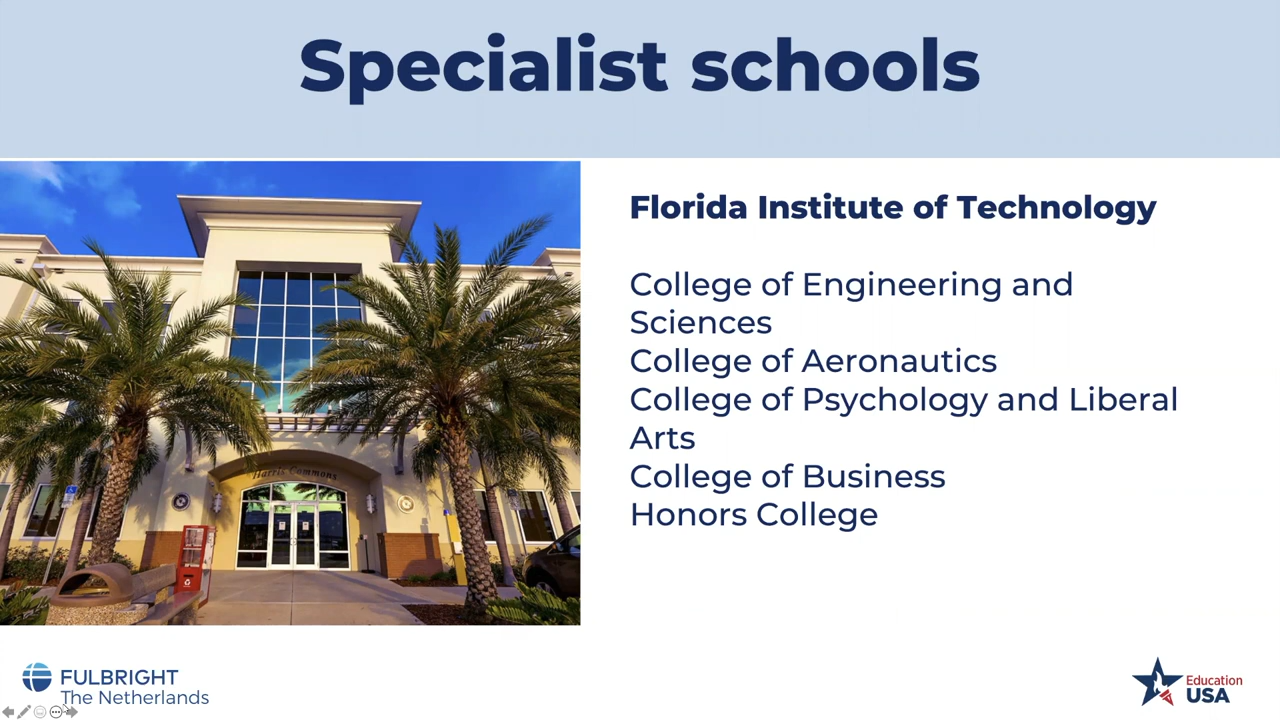 Specialist schools
Florida Institute of Technology
College of Engineering and
Sciences
College of Aeronautics
College of Psychology and Liberal
Arts
College of Business
Honors College
Harris Commons
FULBRIGHT
The Netherlands
Education
USA